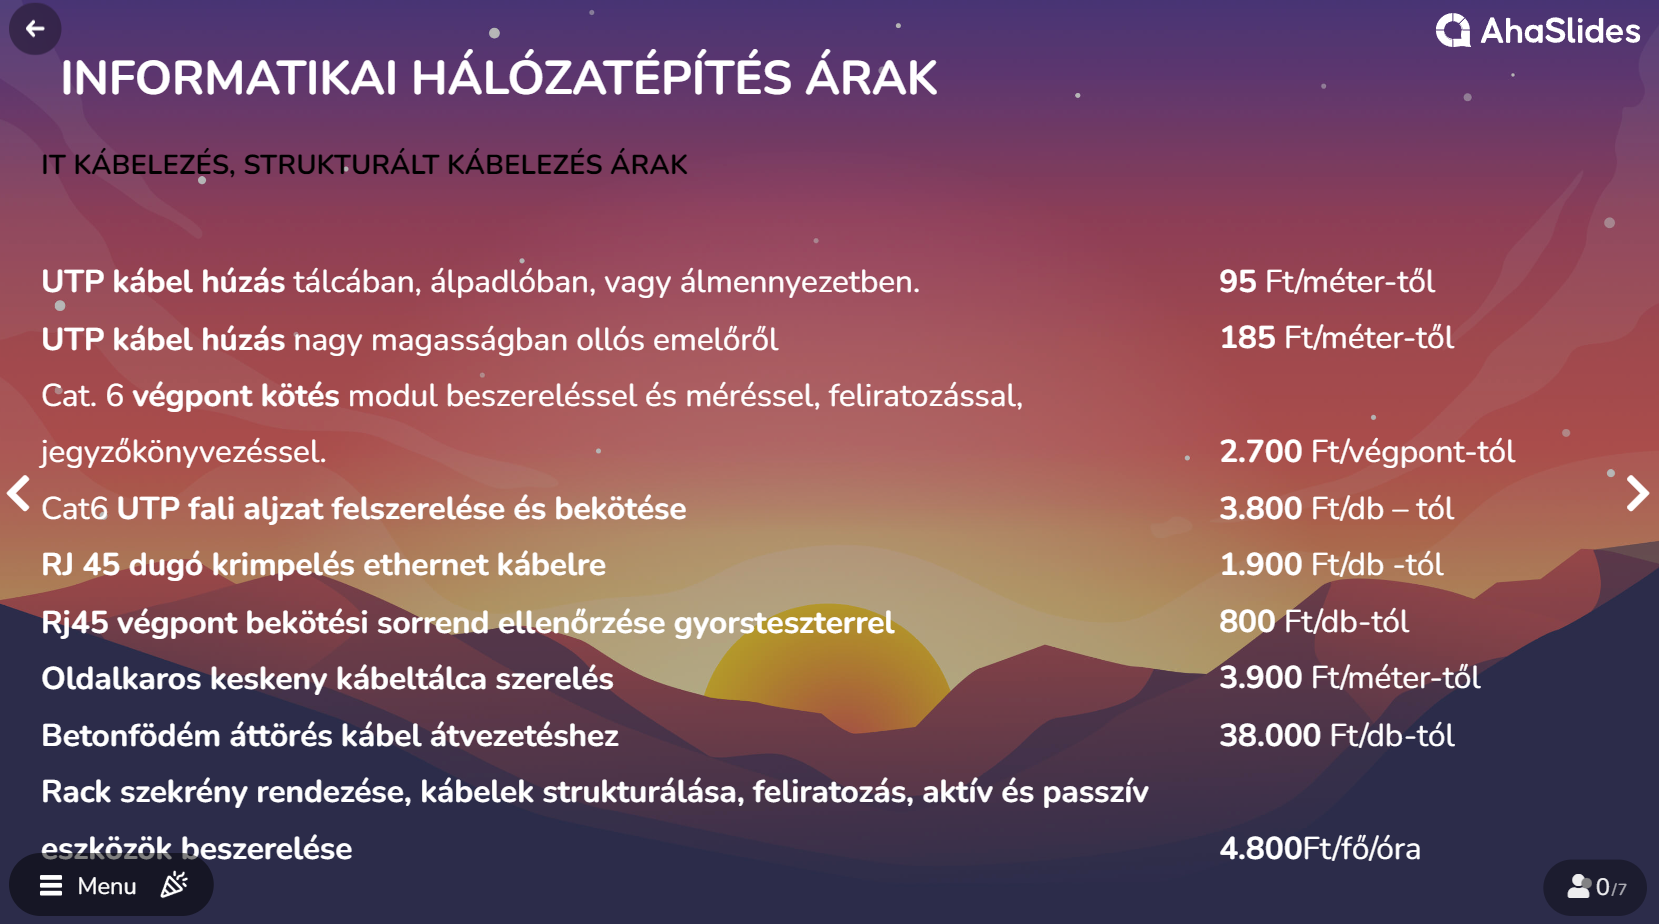 AhaSlides
INFORMATIKAI HÁLÓZATÉPÍTÉS ÁRAK
IT KÁBELEZÉS, STRUKTURÁLT KÁBELEZÉS ÁRAK
UTP kábel húzás tálcában, álpadlóban, vagy álmennyezetben. 95 Ft/méter-től
UTP kábel húzás nagy magasságban ollós emelőről 185 Ft/méter-től
Cat. 6 végpont kötés modul beszereléssel és méréssel, feliratozással,
jegyzőkönyvezéssel. 2.700 Ft/végpont-tól
Cat6 UTP fali aljzat felszerelése és bekötése 3.800 Ft/db – tól
RJ 45 dugó krimpelés ethernet kábelre 1.900 Ft/db -tól
Rj45 végpont bekötési sorrend ellenőrzése gyorsteszterrel 800 Ft/db-tól
Oldalkaros keskeny kábeltálca szerelés 3.900 Ft/méter-től
Betonfödém áttörés kábel átvezetéshez 38.000 Ft/db-tól
Rack szekrény rendezése, kábelek strukturálása, feliratozás, aktív és passzív
eszközök beszerelése 4.800Ft/fő/óra
Menu
0/7